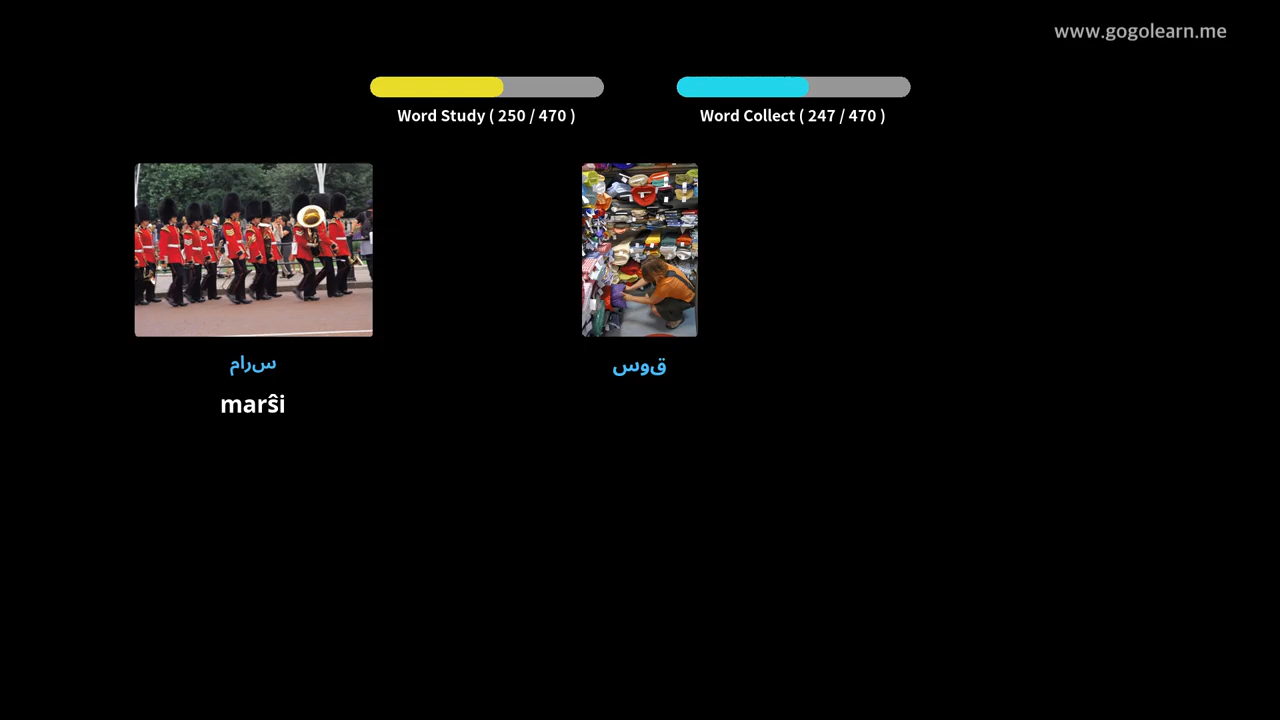 www.gogolearn.me
Word Study ( 250 / 470 )
Word Collect ( 247 / 470 )
سرام
قوس
marŝi